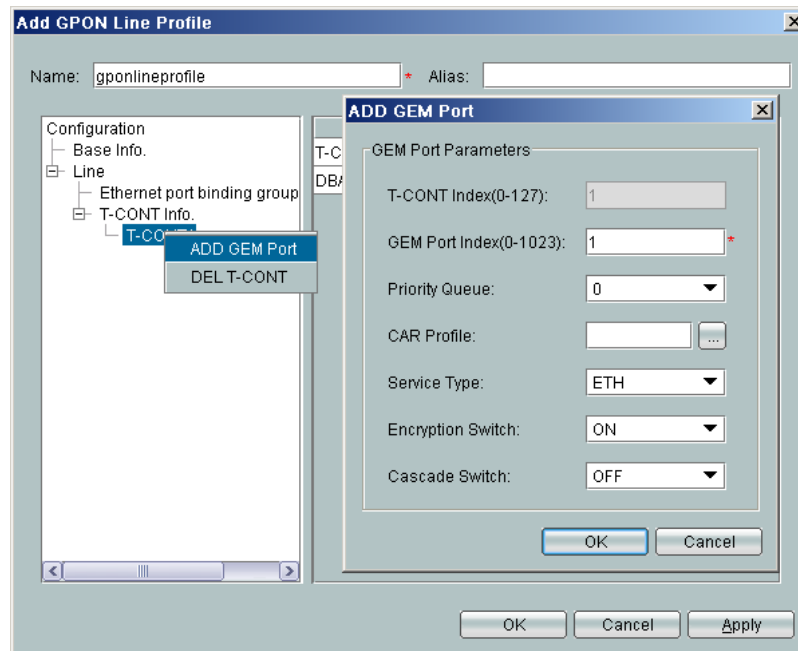 Add GPON Line Profile
Name: gponlineprofile * Alias:
Configuration
Base Info.
Line
Ethernet port binding group
T-CONT Info.
ADD GEM Port
DEL T-CONT
ADD GEM Port
GEM Port Parameters
T-CONT Index(0-127): 1
GEM Port Index(0-1023): 1 *
Priority Queue: 0
CAR Profile: ...
Service Type: ETH
Encryption Switch: ON
Cascade Switch: OFF
OK Cancel
OK Cancel Apply